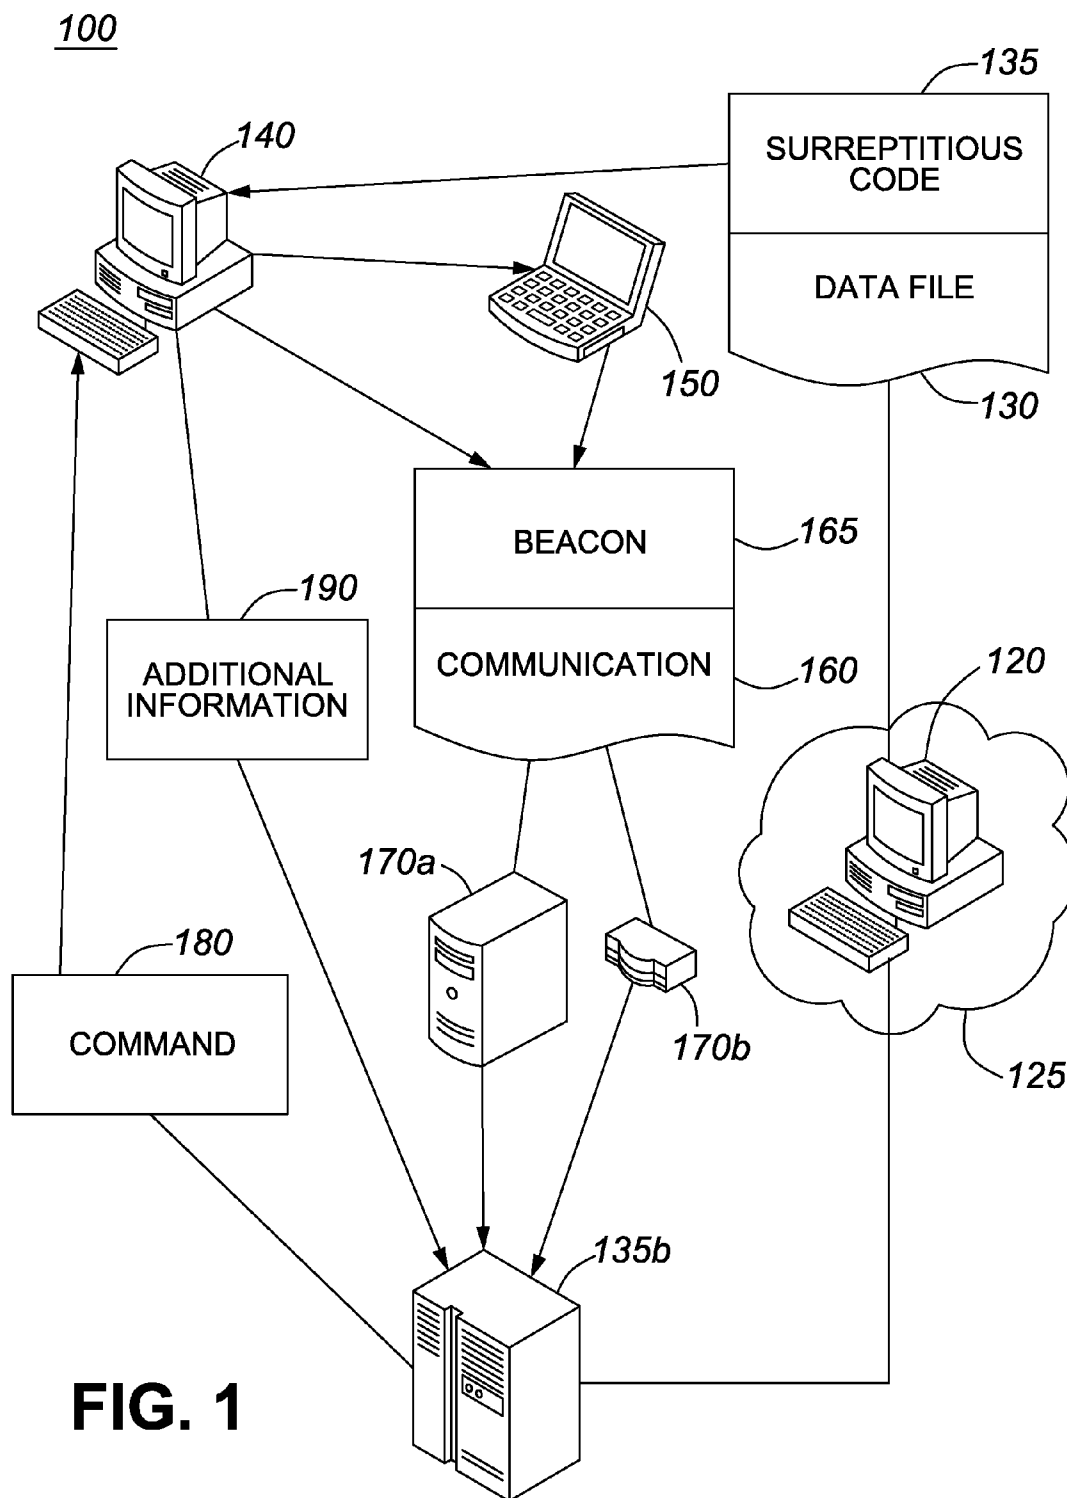 100
135
SURREPTITIOUS
CODE
140
DATA FILE
150
130
BEACON
165
190
COMMUNICATION
160
120
ADDITIONAL
INFORMATION
170a
180
COMMAND
170b
125
135b
FIG. 1